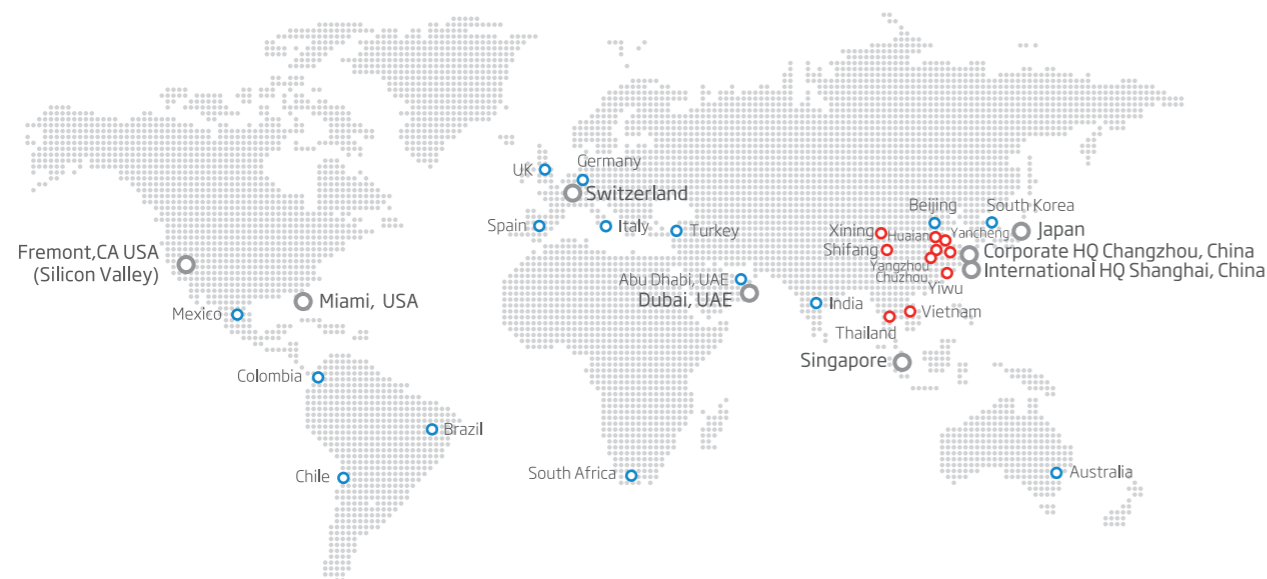 Germany
UK
Switzerland
Beijing
South Korea
Spain
Italy
Turkey
Xining
Huaian
Yancheng
Japan
Fremont,CA USA
(Silicon Valley)
Shifang
Corporate HQ Changzhou, China
Yangzhou
International HQ Shanghai, China
Chuzhou
Abu Dhabi, UAE
Yiwu
Miami, USA
Dubai, UAE
India
Mexico
Vietnam
Thailand
Singapore
Colombia
Brazil
Chile
South Africa
Australia